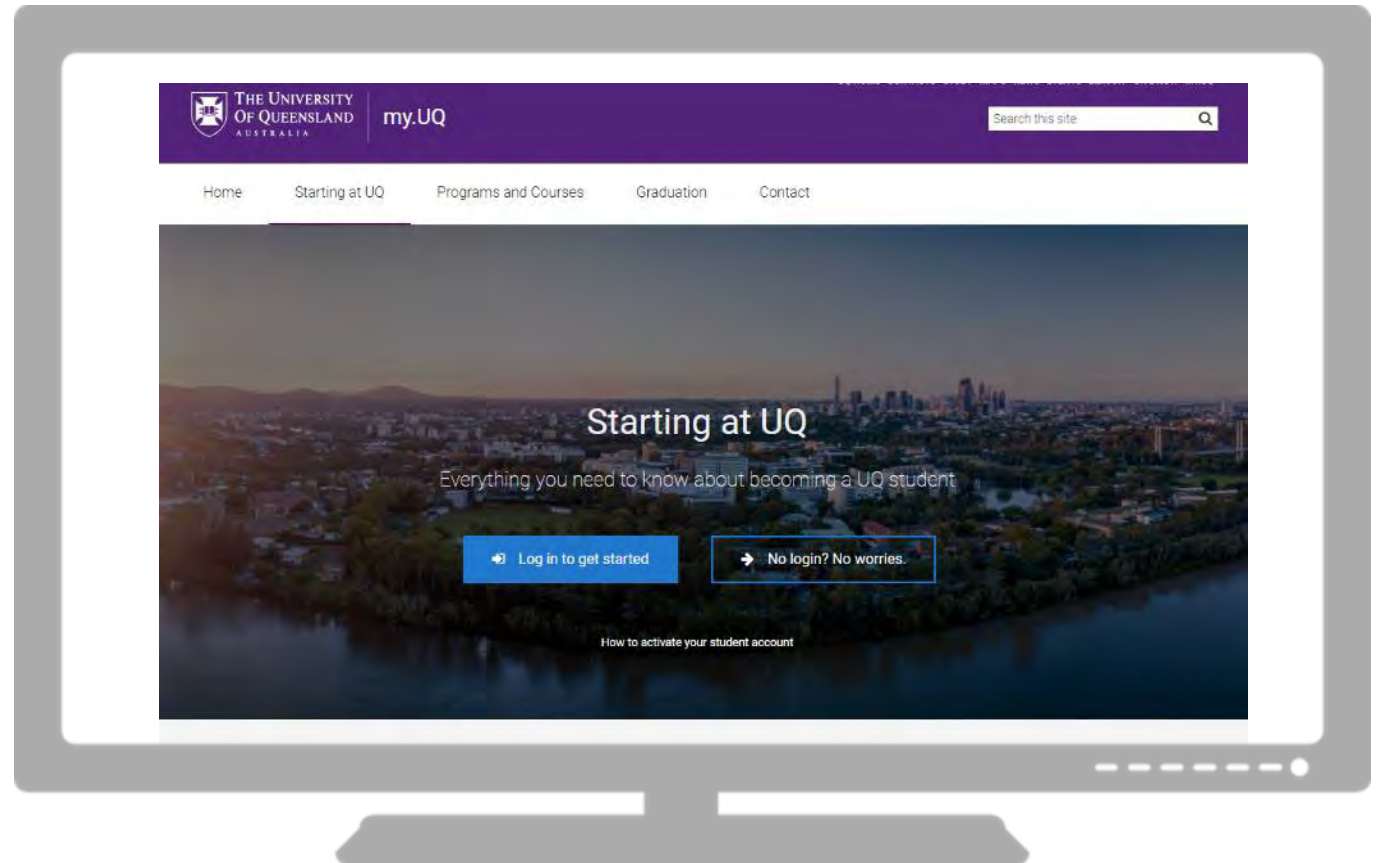 THE UNIVERSITY
OF QUEENSLAND
AUSTRALIA
my.UQ
Search this site
Home Starting at UQ Programs and Courses Graduation Contact
Starting at UQ
Everything you need to know about becoming a UQ student
Log in to get started No login? No worries.
How to activate your student account